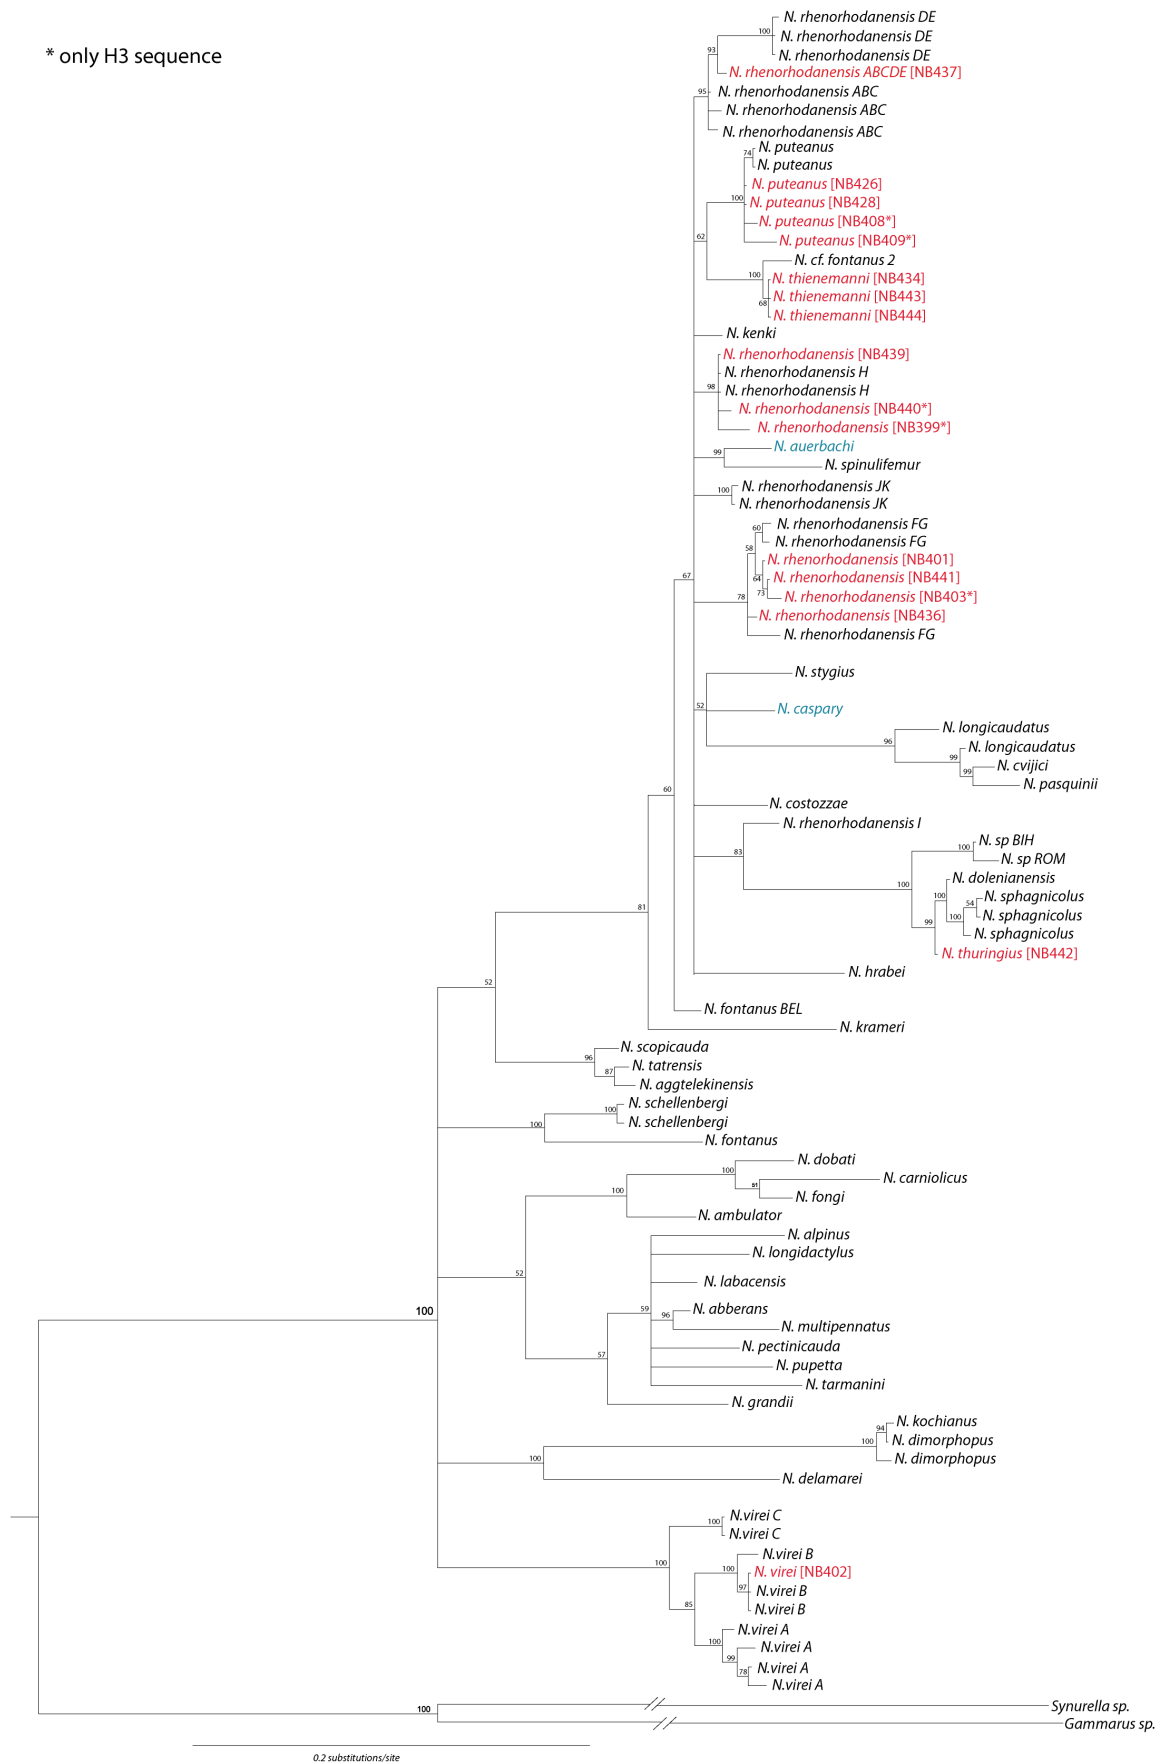 N. rhenorhodanensis DE
100
N. rhenorhodanensis DE
* only H3 sequence
93
N. rhenorhodanensis DE
N. rhenorhodanensis ABCDE [NB437]
95
N. rhenorhodanensis ABC
N. rhenorhodanensis ABC
N. rhenorhodanensis ABC
N. puteanus
74
N. puteanus
N. puteanus [NB426]
100
N. puteanus [NB428]
N. puteanus [NB408*]
62
N. puteanus [NB409*]
N. cf. fontanus 2
100
N. thienemanni [NB434]
N. thienemanni [NB443]
68
N. thienemanni [NB444]
N. kenki
N. rhenorhodanensis [NB439]
N. rhenorhodanensis H
98
N. rhenorhodanensis H
N. rhenorhodanensis [NB440*]
N. rhenorhodanensis [NB399*]
N. auerbachi
99
N. spinulifemur
N. rhenorhodanensis JK
100
N. rhenorhodanensis JK
N. rhenorhodanensis FG
60
N. rhenorhodanensis FG
58
N. rhenorhodanensis [NB401]
64
N. rhenorhodanensis [NB441]
67
73
N. rhenorhodanensis [NB403*]
78
N. rhenorhodanensis [NB436]
N. rhenorhodanensis FG
N. stygius
52
N. caspary
N. longicaudatus
96
N. longicaudatus
99
N. cvijici
99
N. pasquinii
60
N. costozzae
N. rhenorhodanensis I
N. sp BIH
83
100
N. sp ROM
N. dolenianensis
100
100
N. sphagnicolus
54
N. sphagnicolus
81
100
99
N. sphagnicolus
N. thuringius [NB442]
N. hrabei
52
N. fontanus BEL
N. krameri
N. scopicauda
96
N. tatrensis
87
N. aggtelekinensis
N. schellenbergi
100
N. schellenbergi
100
N. fontanus
N. dobati
100
N. carniolicus
51
100
N. fongi
N. ambulator
N. alpinus
N. longidactylus
52
N. labacensis
100
59
N. abberans
96
N. multipennatus
N. pectinicauda
57
N. pupetta
N. tarmanini
N. grandii
N. kochianus
94
N. dimorphopus
100
N. dimorphopus
100
N. delamarei
N.virei C
100
N.virei C
N.virei B
100
100
N. virei [NB402]
97
N.virei B
85
N.virei B
N.virei A
100
N.virei A
99
N.virei A
78
N.virei A
100
Synurella sp.
Gammarus sp.
0.2 substitutions/site